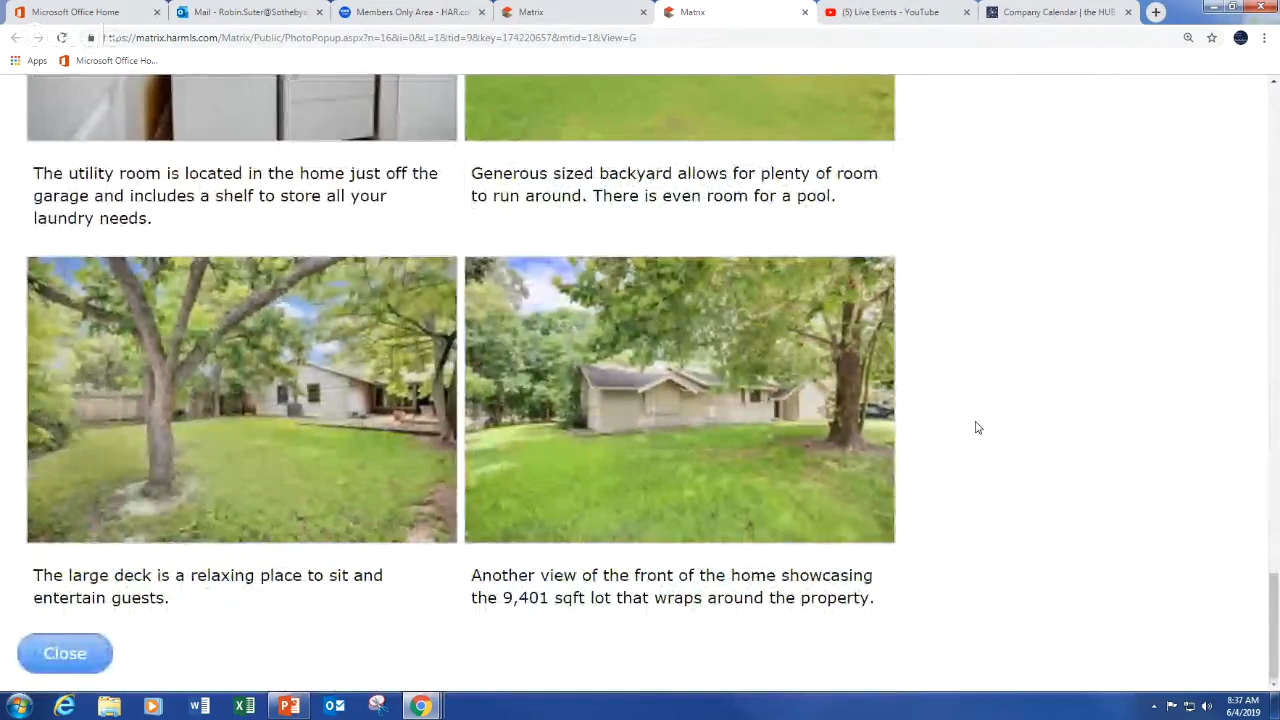 Microsoft Office Home
Mail - Robin.Suter@Sothebys
Members Only Area - HAR.com
Matrix
Matrix
(5) Live Events - YouTube
Company Calendar | the HUB
ttps://matrix.harmls.com/Matrix/Public/PhotoPopup.aspx?n=16&i=0&L=1&tid=9&key=174220657&mtid=1&View=G
Apps
Microsoft Office Ho...
The utility room is located in the home just off the
garage and includes a shelf to store all your
laundry needs.
Generous sized backyard allows for plenty of room
to run around. There is even room for a pool.
The large deck is a relaxing place to sit and
entertain guests.
Another view of the front of the home showcasing
the 9,401 sqft lot that wraps around the property.
Close
8:37 AM
6/4/2019